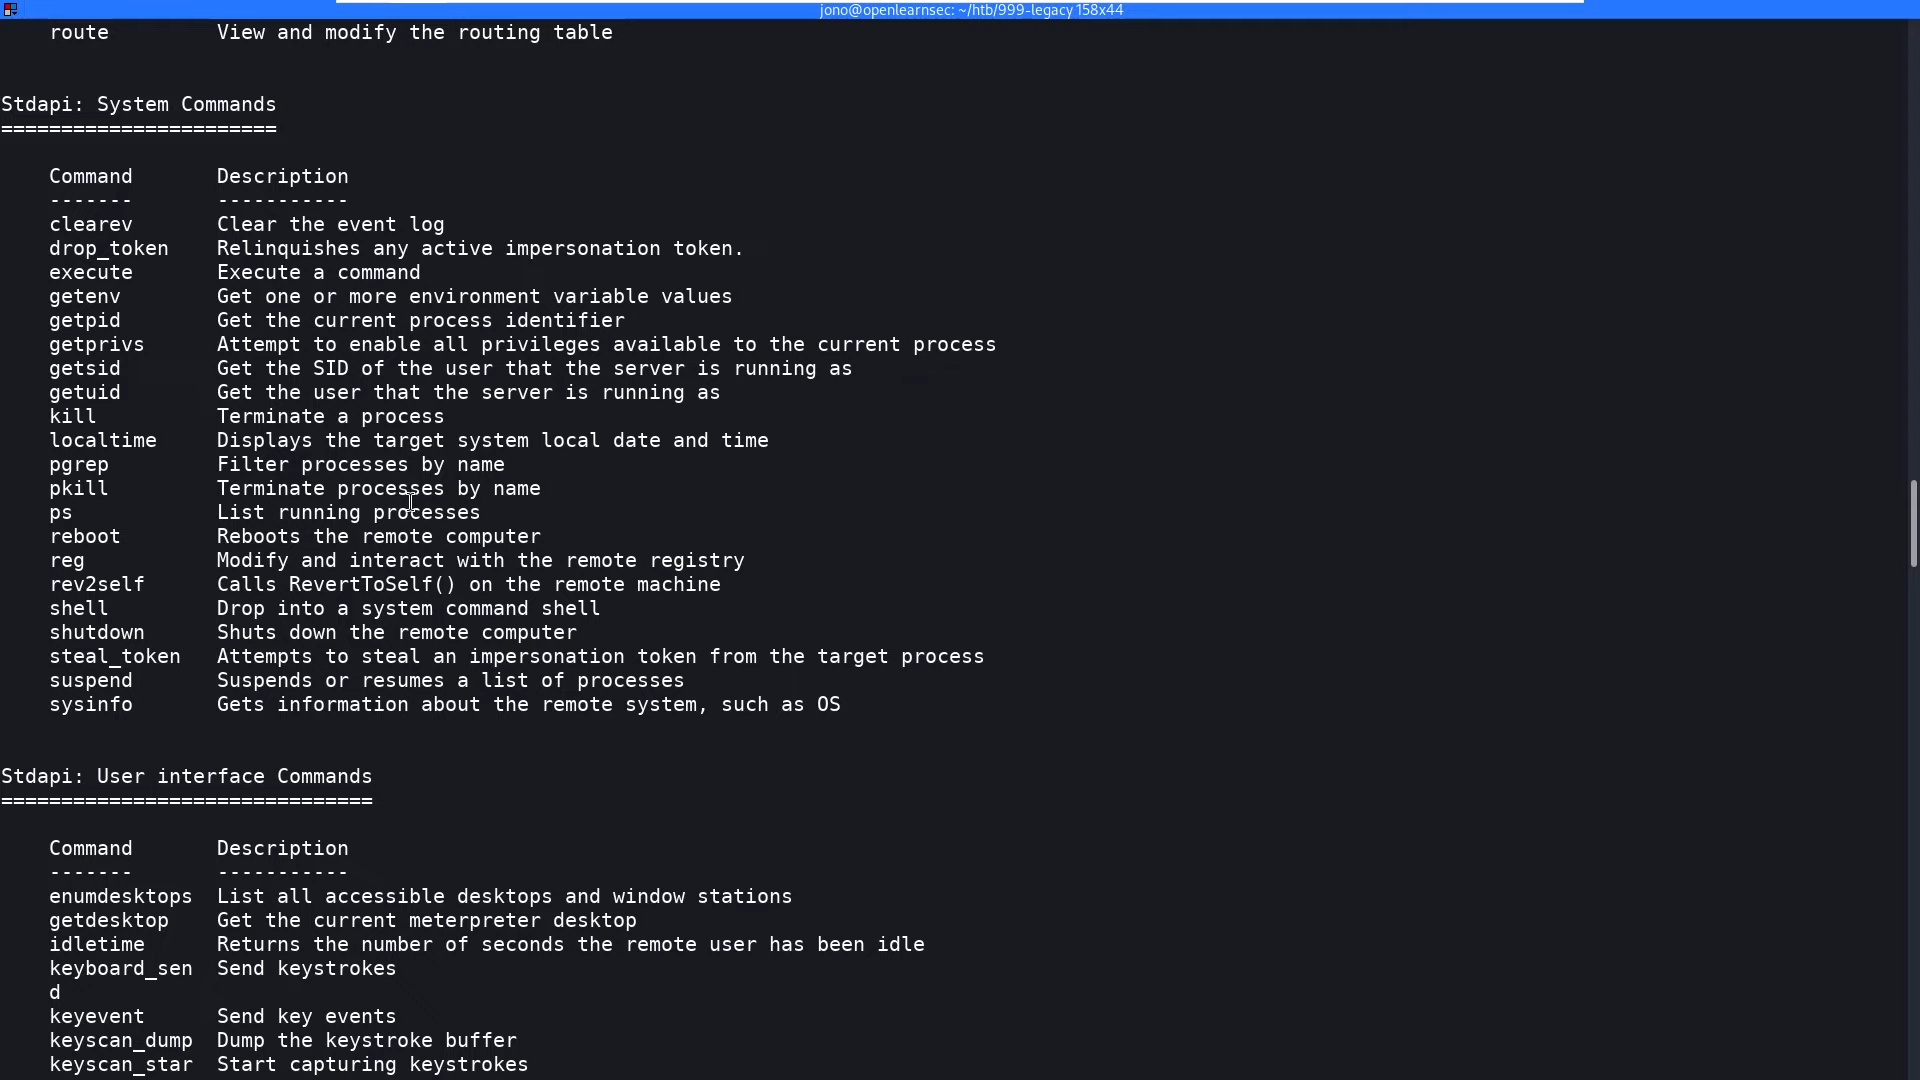 jono@openlearnsec: ~/htb/999-legacy 158x44
route         View and modify the routing table
Stdapi: System Commands
=======================
Command       Description
-------       -----------
clearev       Clear the event log
drop_token    Relinquishes any active impersonation token.
execute       Execute a command
getenv        Get one or more environment variable values
getpid        Get the current process identifier
getprivs      Attempt to enable all privileges available to the current process
getsid        Get the SID of the user that the server is running as
getuid        Get the user that the server is running as
kill          Terminate a process
localtime     Displays the target system local date and time
pgrep         Filter processes by name
pkill         Terminate processes by name
ps            List running processes
reboot        Reboots the remote computer
reg           Modify and interact with the remote registry
rev2self      Calls RevertToSelf() on the remote machine
shell         Drop into a system command shell
shutdown      Shuts down the remote computer
steal_token   Attempts to steal an impersonation token from the target process
suspend       Suspends or resumes a list of processes
sysinfo       Gets information about the remote system, such as OS
Stdapi: User interface Commands
===============================
Command       Description
-------       -----------
enumdesktops  List all accessible desktops and window stations
getdesktop    Get the current meterpreter desktop
idletime      Returns the number of seconds the remote user has been idle
keyboard_sen  Send keystrokes
d
keyevent      Send key events
keyscan_dump  Dump the keystroke buffer
keyscan_star  Start capturing keystrokes